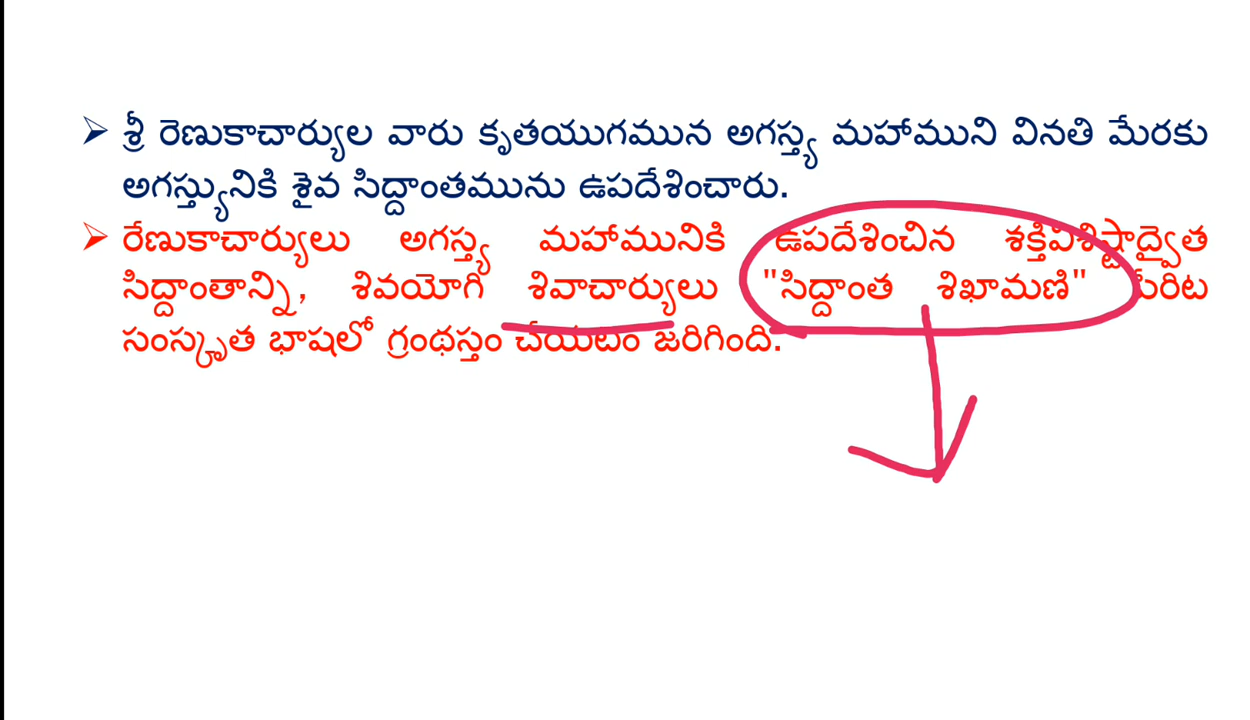 శ్రీ రెణుకాచార్యుల వారు కృతయుగమున అగస్త్య మహాముని వినతి మేరకు
అగస్త్యునికి శైవ సిద్దాంతమును ఉపదేశించారు.
రేణుకాచార్యులు అగస్త్య మహామునికి ఉపదేశించిన శక్తివిశిష్టాద్వైత
సిద్దాంతాన్ని, శివయోగి శివాచార్యులు "సిద్దాంత శిఖామణి" పేరిట
సంస్కృత భాషలో గ్రంథస్తం చేయటం జరిగింది.